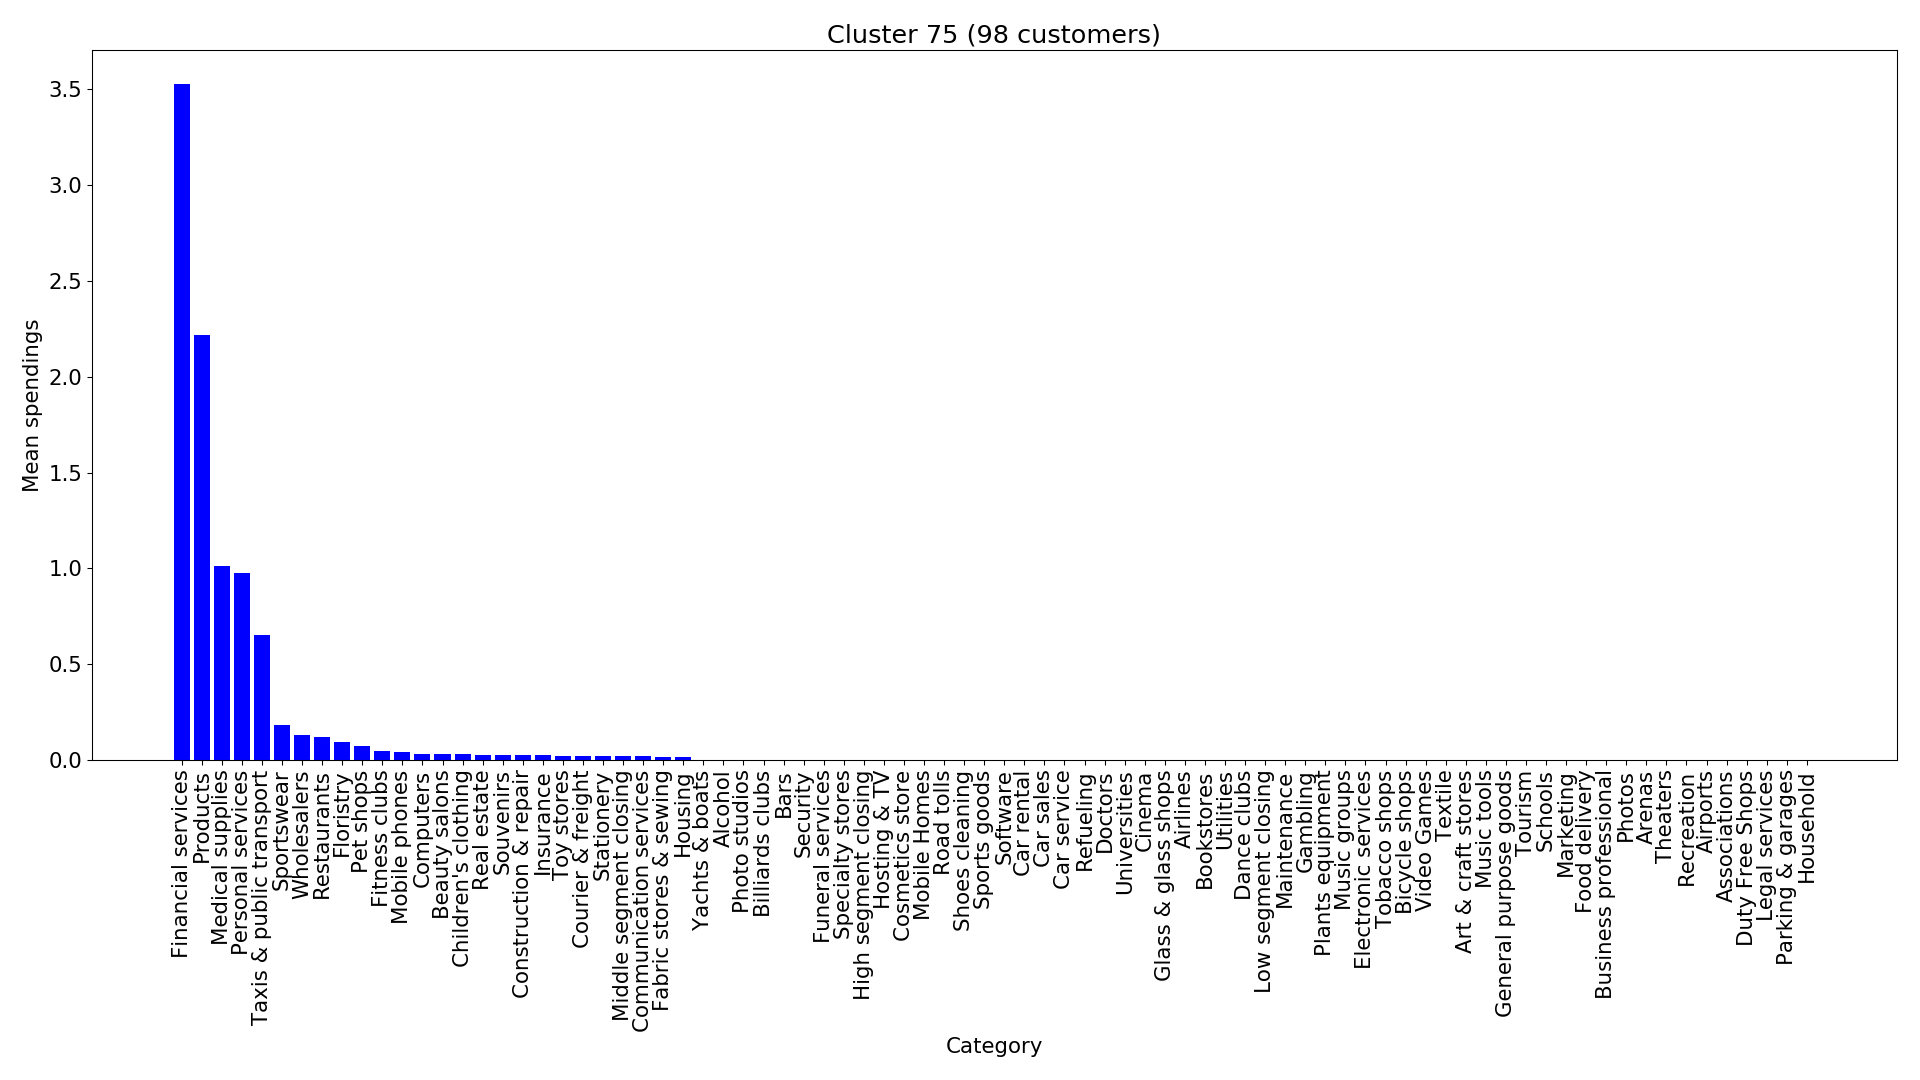 Cluster 75 (98 customers)
Mean spendings
3.5
3.0
2.5
2.0
1.5
1.0
0.5
0.0
Financial services
Products
Medical supplies
Personal services
Taxis & public transport
Sportswear
Wholesalers
Restaurants
Floristry
Pet shops
Fitness clubs
Mobile phones
Computers
Beauty salons
Children's clothing
Real estate
Souvenirs
Construction & repair
Insurance
Toy stores
Courier & freight
Stationery
Middle segment closing
Communication services
Fabric stores & sewing
Housing
Yachts & boats
Alcohol
Photo studios
Billiards clubs
Bars
Security
Funeral services
Specialty stores
High segment closing
Hosting & TV
Cosmetics store
Mobile Homes
Road tolls
Shoes cleaning
Sports goods
Software
Car rental
Car sales
Car service
Refueling
Doctors
Universities
Cinema
Glass & glass shops
Airlines
Bookstores
Utilities
Dance clubs
Low segment closing
Maintenance
Gambling
Plants equipment
Music groups
Electronic services
Tobacco shops
Bicycle shops
Video Games
Textile
Art & craft stores
Music tools
General purpose goods
Tourism
Schools
Marketing
Food delivery
Business professional
Photos
Arenas
Theaters
Recreation
Airports
Associations
Duty Free Shops
Legal services
Parking & garages
Household
Category